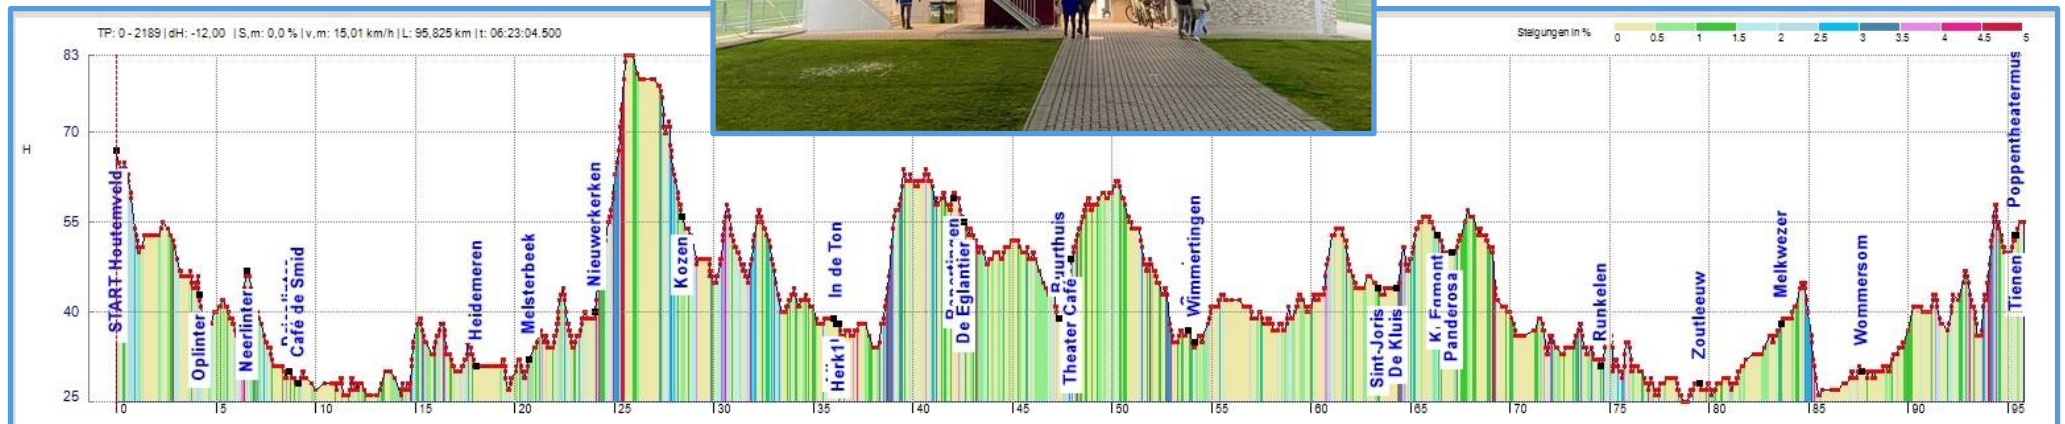 TP: 0 - 2189 | dH: -12,00 | S,m: 0,0 % | v,m: 15,01 km/h | L: 95,825 km | t: 06:23:04.500
Steigungen in %
0 0.5 1 1.5 2 2.5 3 3.5 4 4.5 5
83
70
H
55
40
25
START Houtemveld
Oplinter
Neerlinter
Café de Smid
Heidemeren
Melsterbeek
Nieuwerkerken
Kozen
In de Ton
Herk1
De Eglantier
Buurthuis
Theater Café
Wimmertingen
Sint-Joris
De Kluis
Panderosa
Runkelen
Zoutleeuw
Melkwezer
Wommersom
Tienen Poppentheatermus
0 5 10 15 20 25 30 35 40 45 50 55 60 65 70 75 80 85 90 95